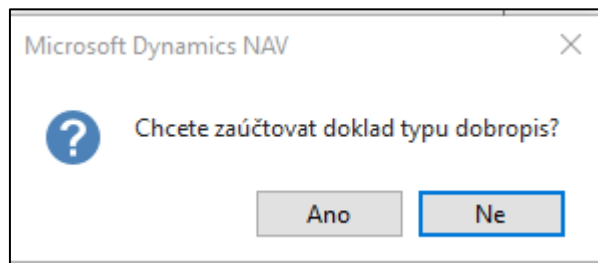 Microsoft Dynamics NAV
Chcete zaúčtovat doklad typu dobropis?
Ano
Ne